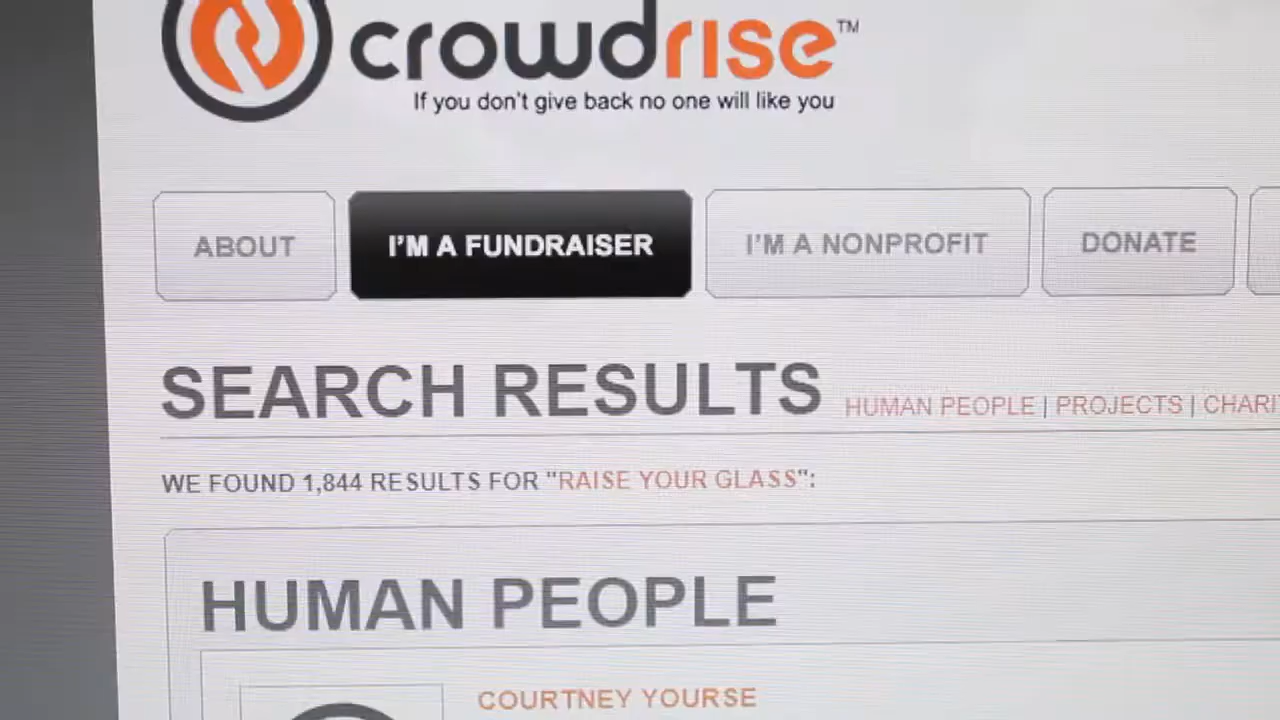 crowdrise™
If you don't give back no one will like you
ABOUT
I'M A FUNDRAISER
I'M A NONPROFIT
DONATE
SEARCH RESULTS
HUMAN PEOPLE | PROJECTS | CHARI
WE FOUND 1,844 RESULTS FOR "RAISE YOUR GLASS":
HUMAN PEOPLE
COURTNEY YOURSE